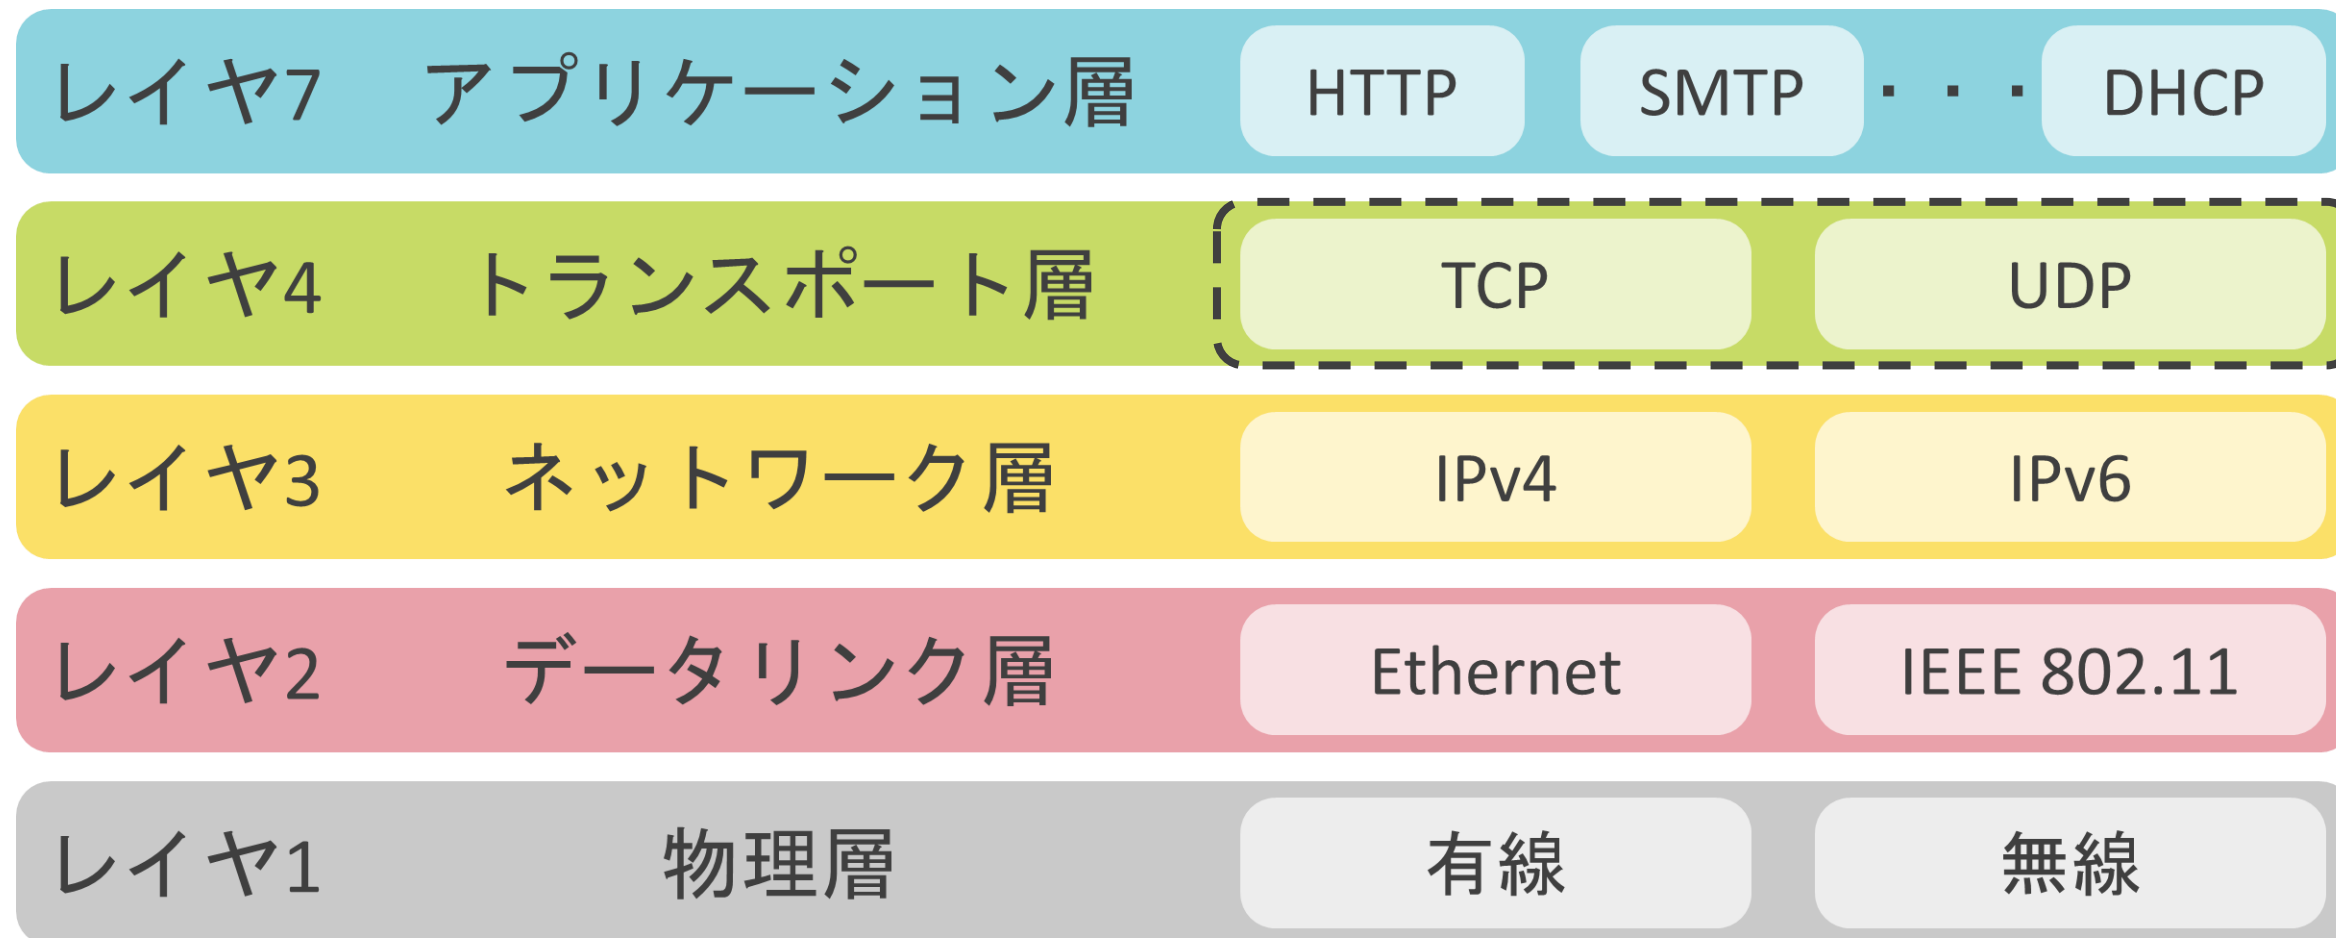 レイヤ7 アプリケーション層 HTTP SMTP ・・・ DHCP
レイヤ4 トランスポート層 TCP UDP
レイヤ3 ネットワーク層 IPv4 IPv6
レイヤ2 データリンク層 Ethernet IEEE 802.11
レイヤ1 物理層 有線 無線